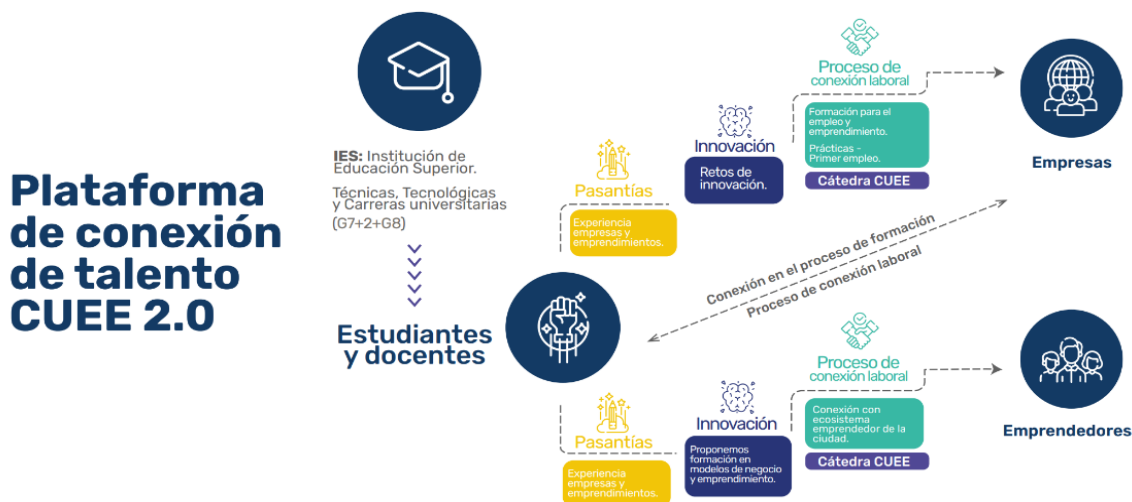 Plataforma
de conexión
de talento
CUEE 2.0
IES: Institución de
Educación Superior.
Técnicas, Tecnológicas
y Carreras universitarias
(G7+2+G8)
Estudiantes
y docentes
Pasantías
Experiencia
empresas y
emprendimientos.
Innovación
Retos de
innovación.
Proceso de
conexión laboral
Formación para el
empleo y
emprendimiento.
Prácticas -
Primer empleo.
Cátedra CUEE
Empresas
Conexión en el proceso de formación
Proceso de conexión laboral
Pasantías
Experiencia
empresas y
emprendimientos.
Innovación
Proponemos
formación en
modelos de negocio
y emprendimiento.
Proceso de
conexión laboral
Conexión con
ecosistema
emprendedor de la
ciudad.
Cátedra CUEE
Emprendedores